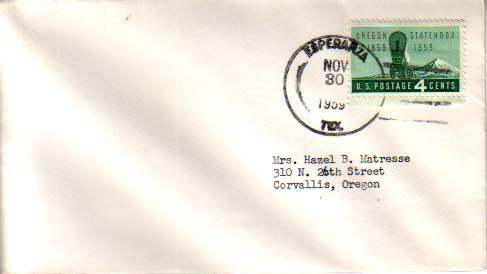 OREGON STATEHOOD
1859 1959
U.S. POSTAGE 4 CENTS
ESPERANZA
NOV
30
1959
TEX.
Mrs. Hazel B. Matresse
310 N. 26th Street
Corvallis, Oregon